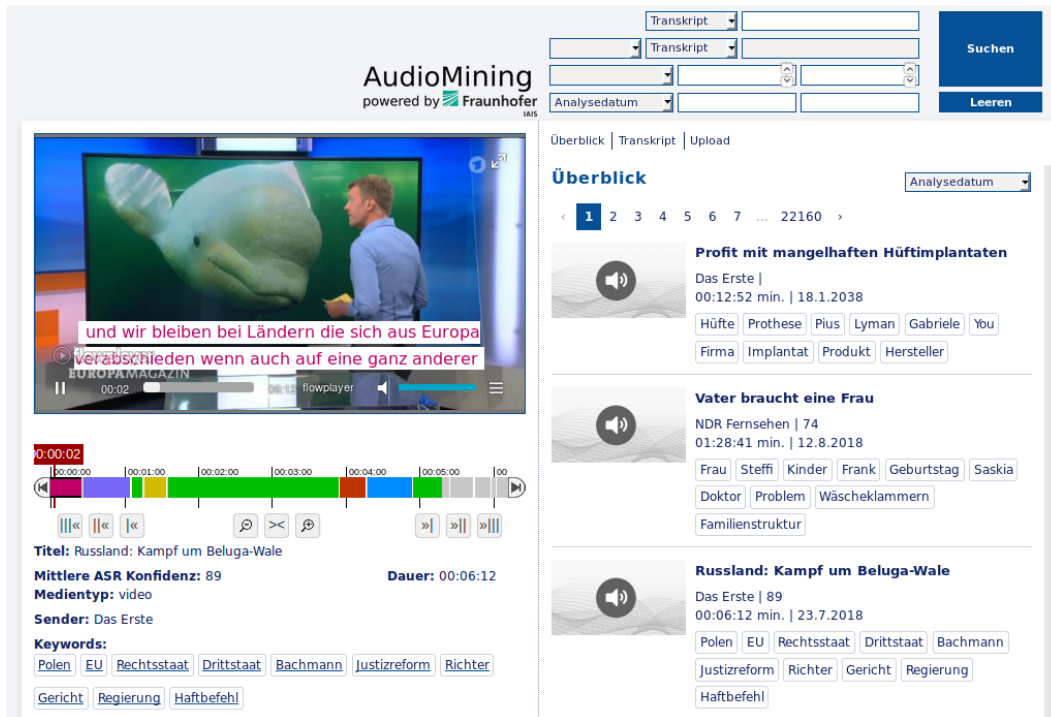 Transkript
Transkript
Suchen
AudioMining
powered by Fraunhofer
IAIS
Analysedatum
Leeren
und wir bleiben bei Ländern die sich aus Europa
verabschieden wenn auch auf eine ganz anderer
flowplayer
EUROPAMAGAZIN
00:02
06:12
flowplayer
00:00:02
00:00:00 00:01:00 00:02:00 00:03:00 00:04:00 00:05:00 00
|||« ||« |« >< »| »|| »|||
Titel: Russland: Kampf um Beluga-Wale
Mittlere ASR Konfidenz: 89 Dauer: 00:06:12
Medientyp: video
Sender: Das Erste
Keywords:
Polen EU Rechtsstaat Drittstaat Bachmann Justizreform Richter
Gericht Regierung Haftbefehl
Überblick | Transkript | Upload
Überblick
Analysedatum
‹ 1 2 3 4 5 6 7 ... 22160 ›
Profit mit mangelhaften Hüftimplantaten
Das Erste |
00:12:52 min. | 18.1.2038
Hüfte Prothese Pius Lyman Gabriele You
Firma Implantat Produkt Hersteller
Vater braucht eine Frau
NDR Fernsehen | 74
01:28:41 min. | 12.8.2018
Frau Steffi Kinder Frank Geburtstag Saskia
Doktor Problem Wäscheklammern
Familienstruktur
Russland: Kampf um Beluga-Wale
Das Erste | 89
00:06:12 min. | 23.7.2018
Polen EU Rechtsstaat Drittstaat Bachmann
Justizreform Richter Gericht Regierung
Haftbefehl